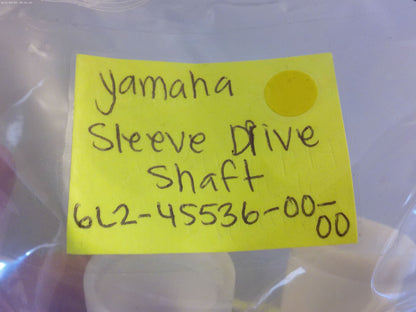 yamaha
Sleeve Drive
Shaft
6L2-45536-00-
00